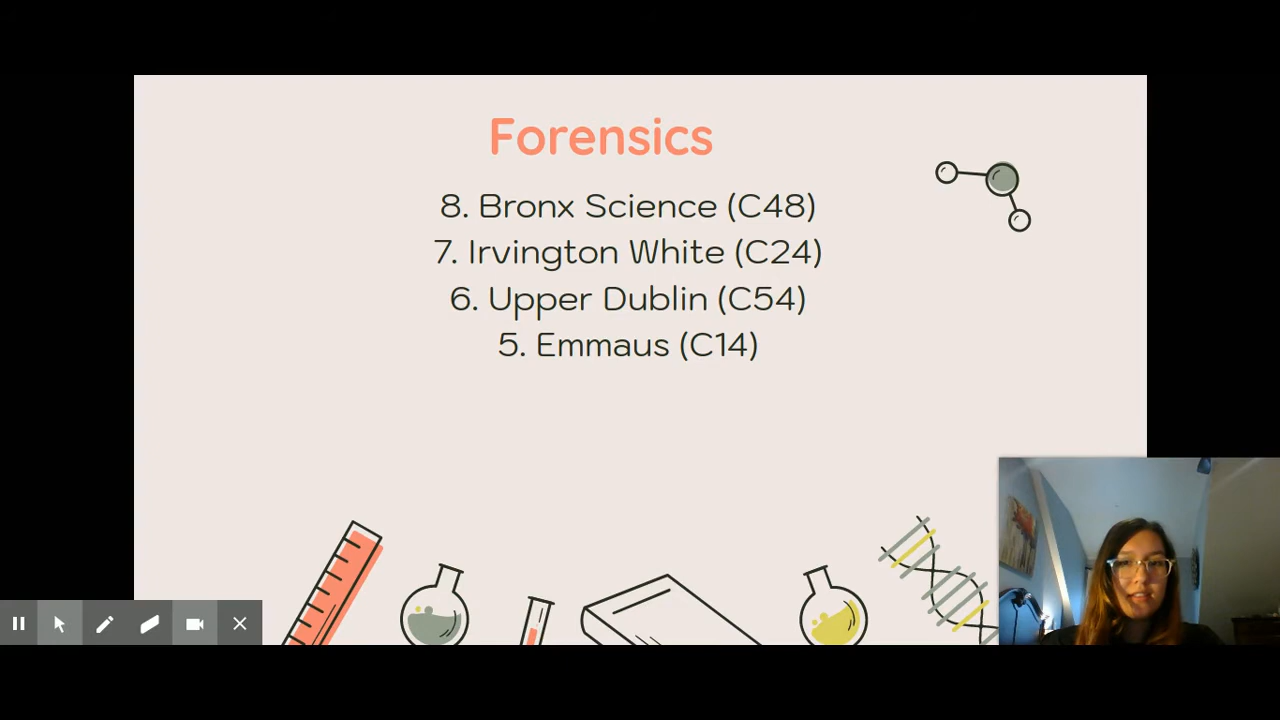 Forensics
8. Bronx Science (C48)
7. Irvington White (C24)
6. Upper Dublin (C54)
5. Emmaus (C14)